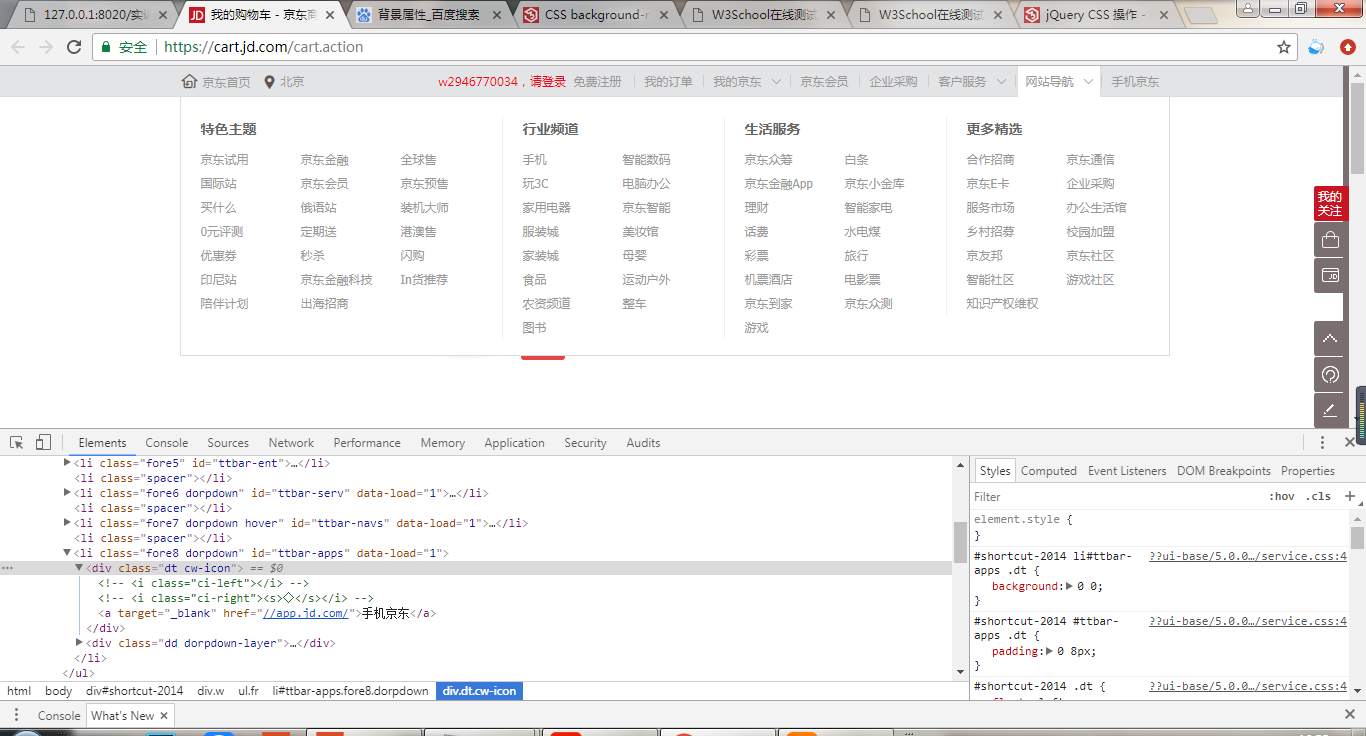 127.0.0.1:8020/实训
我的购物车 - 京东商
背景属性_百度搜索
CSS background-r
W3School在线测试
W3School在线测试
jQuery CSS 操作 -
安全 https://cart.jd.com/cart.action
京东首页 北京 w2946770034，请登录 免费注册 我的订单 我的京东 京东会员 企业采购 客户服务 网站导航 手机京东
特色主题 行业频道 生活服务 更多精选
京东试用 京东金融 全球售 手机 智能数码 京东众筹 白条 合作招商 京东通信
国际站 京东会员 京东预售 玩3C 电脑办公 京东金融App 京东小金库 京东E卡 企业采购
买什么 俄语站 装机大师 家用电器 京东智能 理财 智能家电 服务市场 办公生活馆
0元评测 定期送 港澳售 服装城 美妆馆 话费 水电煤 乡村招募 校园加盟
优惠券 秒杀 闪购 家装城 母婴 彩票 旅行 京友邦 京东社区
印尼站 京东金融科技 In货推荐 食品 运动户外 机票酒店 电影票 智能社区 游戏社区
陪伴计划 出海招商 农资频道 整车 京东到家 京东众测 知识产权维权
图书 游戏
我的
关注
JD
Elements Console Sources Network Performance Memory Application Security Audits
<li class="fore5" id="ttbar-ent">…</li>
<li class="spacer"></li>
<li class="fore6 dorpdown" id="ttbar-serv" data-load="1">…</li>
<li class="spacer"></li>
<li class="fore7 dorpdown hover" id="ttbar-navs" data-load="1">…</li>
<li class="spacer"></li>
<li class="fore8 dorpdown" id="ttbar-apps" data-load="1">
<div class="dt cw-icon"> == $0
<!-- <i class="ci-left"></i> -->
<!-- <i class="ci-right"><s>◇</s></i> -->
<a target="_blank" href="//app.jd.com/">手机京东</a>
</div>
<div class="dd dorpdown-layer">…</div>
</li>
</ul>
html body div#shortcut-2014 div.w ul.fr li#ttbar-apps.fore8.dorpdown div.dt.cw-icon
Styles Computed Event Listeners DOM Breakpoints Properties
Filter :hov .cls +
element.style {
}
#shortcut-2014 li#ttbar-apps .dt { ??ui-base/5.0.0…/service.css:4
background: 0 0;
}
#shortcut-2014 #ttbar-apps .dt { ??ui-base/5.0.0…/service.css:4
padding: 0 8px;
}
#shortcut-2014 .dt { ??ui-base/5.0.0…/service.css:4
Console What's New